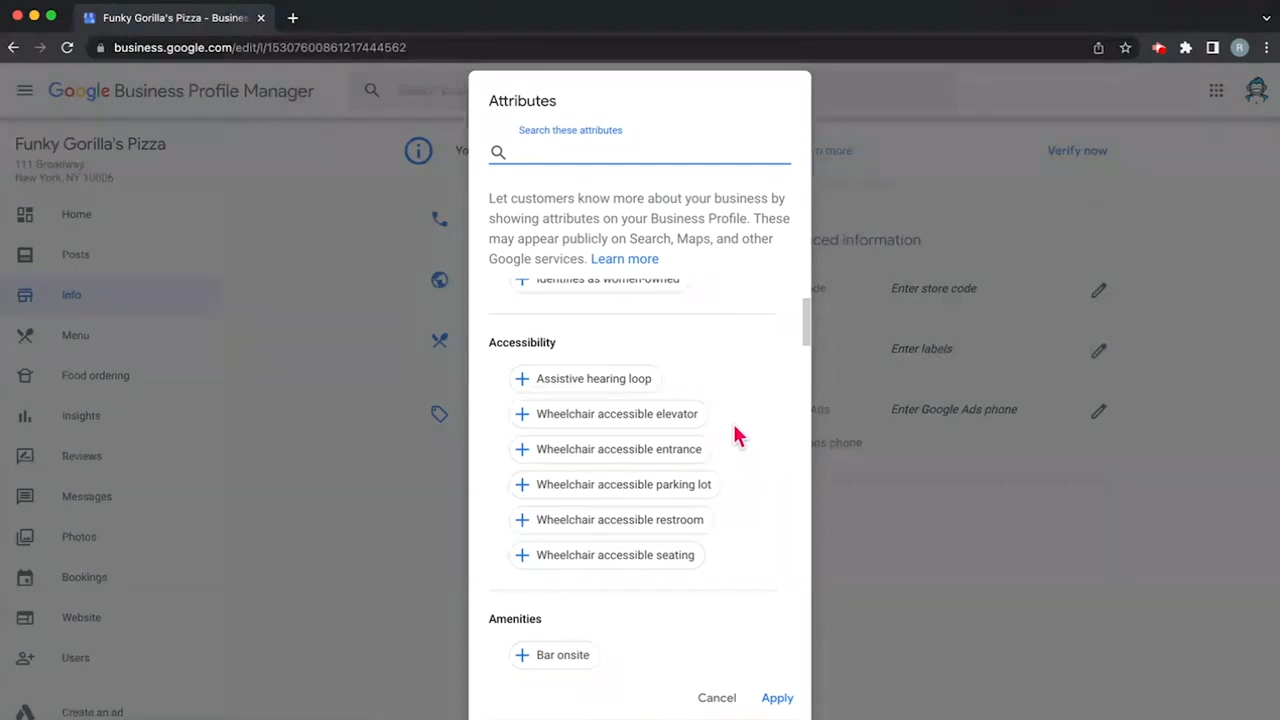 Funky Gorilla's Pizza - Busines
business.google.com/edit/l/15307600861217444562
R
Google Business Profile Manager
Funky Gorilla's Pizza
111 Broadway
New York, NY 10006
Home
Posts
Info
Menu
Food ordering
Insights
Reviews
Messages
Photos
Bookings
Website
Users
Create an ad
Yo
n more
Verify now
ced information
de
Enter store code
Enter labels
Ads
Enter Google Ads phone
ns phone
Attributes
Search these attributes
Let customers know more about your business by
showing attributes on your Business Profile. These
may appear publicly on Search, Maps, and other
Google services. Learn more
Identifies as women-owned
Accessibility
Assistive hearing loop
Wheelchair accessible elevator
Wheelchair accessible entrance
Wheelchair accessible parking lot
Wheelchair accessible restroom
Wheelchair accessible seating
Amenities
Bar onsite
Cancel
Apply